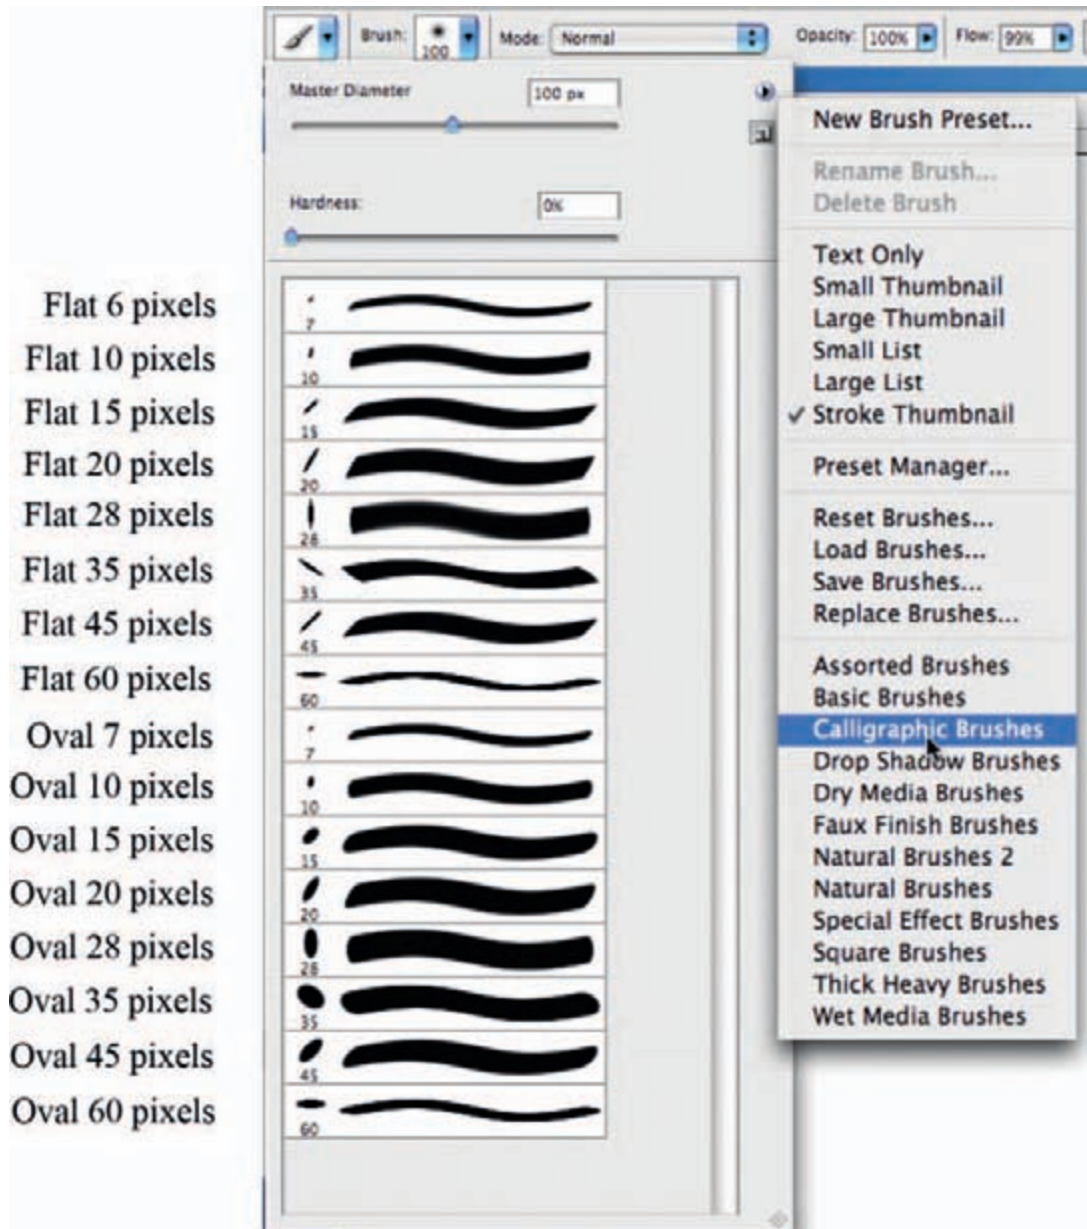 Brush: 100 Mode: Normal Opacity: 100% Flow: 99%
Master Diameter 100 px
Hardness: 0%
Flat 6 pixels 7
Flat 10 pixels 10
Flat 15 pixels 15
Flat 20 pixels 20
Flat 28 pixels 28
Flat 35 pixels 35
Flat 45 pixels 45
Flat 60 pixels 60
Oval 7 pixels 7
Oval 10 pixels 10
Oval 15 pixels 15
Oval 20 pixels 20
Oval 28 pixels 28
Oval 35 pixels 35
Oval 45 pixels 45
Oval 60 pixels 60
New Brush Preset...
Rename Brush...
Delete Brush
Text Only
Small Thumbnail
Large Thumbnail
Small List
Large List
✓ Stroke Thumbnail
Preset Manager...
Reset Brushes...
Load Brushes...
Save Brushes...
Replace Brushes...
Assorted Brushes
Basic Brushes
Calligraphic Brushes
Drop Shadow Brushes
Dry Media Brushes
Faux Finish Brushes
Natural Brushes 2
Natural Brushes
Special Effect Brushes
Square Brushes
Thick Heavy Brushes
Wet Media Brushes